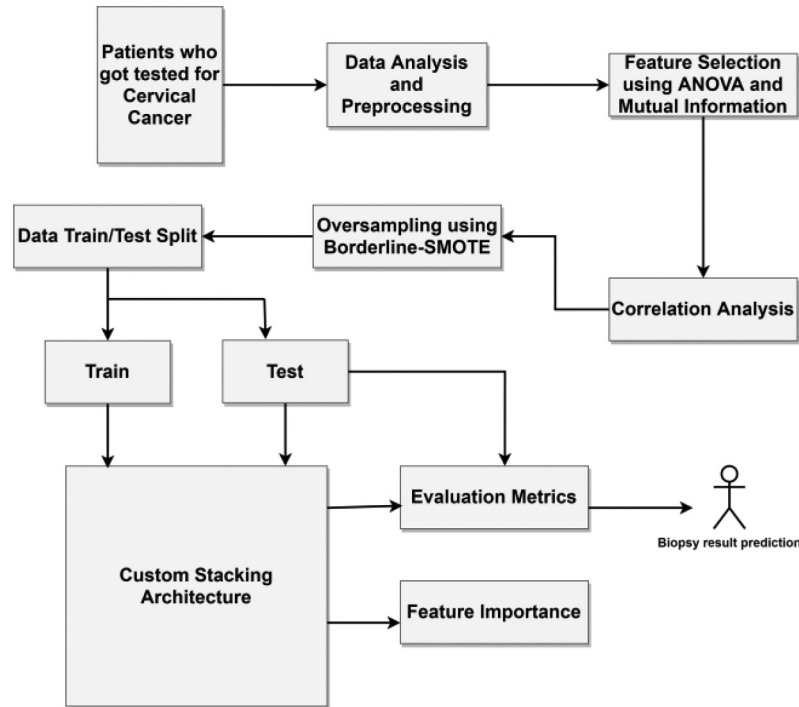 Patients who
got tested for
Cervical
Cancer
Data Analysis
and
Preprocessing
Feature Selection
using ANOVA and
Mutual Information
Data Train/Test Split
Oversampling using
Borderline-SMOTE
Correlation Analysis
Train
Test
Evaluation Metrics
Biopsy result prediction
Custom Stacking
Architecture
Feature Importance